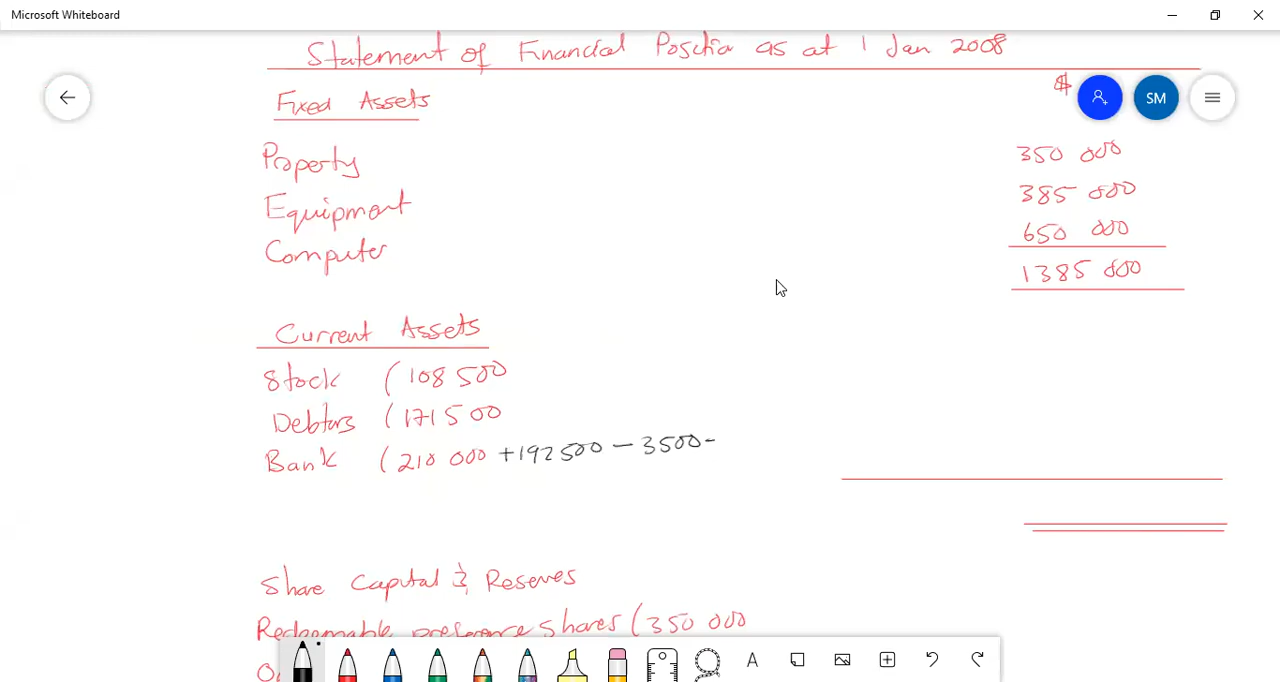 Microsoft Whiteboard
Statement of Financial Position as at 1 Jan 2008
$
SM
Fixed Assets
Property 350 000
Equipment 385 000
Computer 650 000
1385 000
Current Assets
Stock (108 500
Debtors (171 500
Bank (210 000 +192 500 - 3500 -
Share Capital & Reserves
Redeemable preference shares (350 000
A